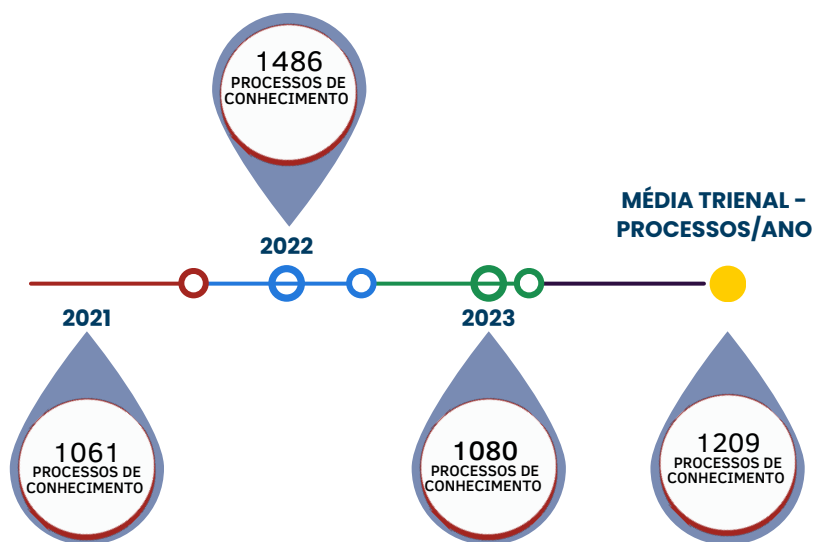 1486
PROCESSOS DE
CONHECIMENTO
MÉDIA TRIENAL -
PROCESSOS/ANO
2022
2021
2023
1061
PROCESSOS DE
CONHECIMENTO
1080
PROCESSOS DE
CONHECIMENTO
1209
PROCESSOS DE
CONHECIMENTO